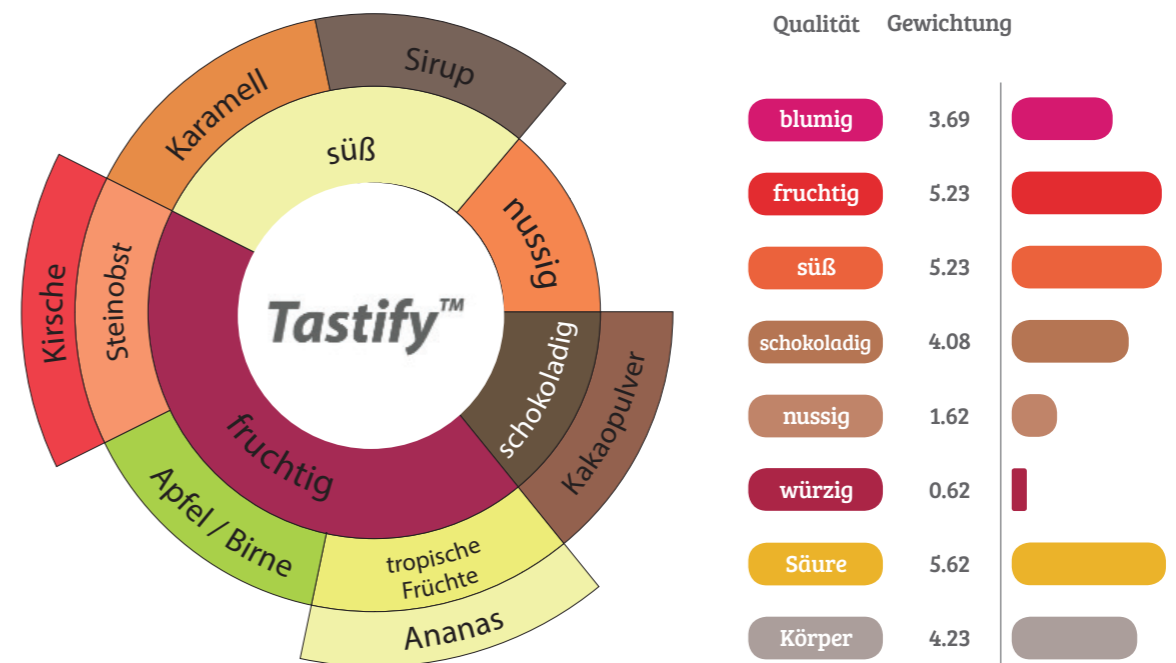 Sirup
Karamell
süß
nussig
Kirsche
Steinobst
Tastify™
schokoladig
Kakaopulver
fruchtig
Apfel / Birne
tropische
Früchte
Ananas
Qualität Gewichtung
blumig 3.69
fruchtig 5.23
süß 5.23
schokoladig 4.08
nussig 1.62
würzig 0.62
Säure 5.62
Körper 4.23